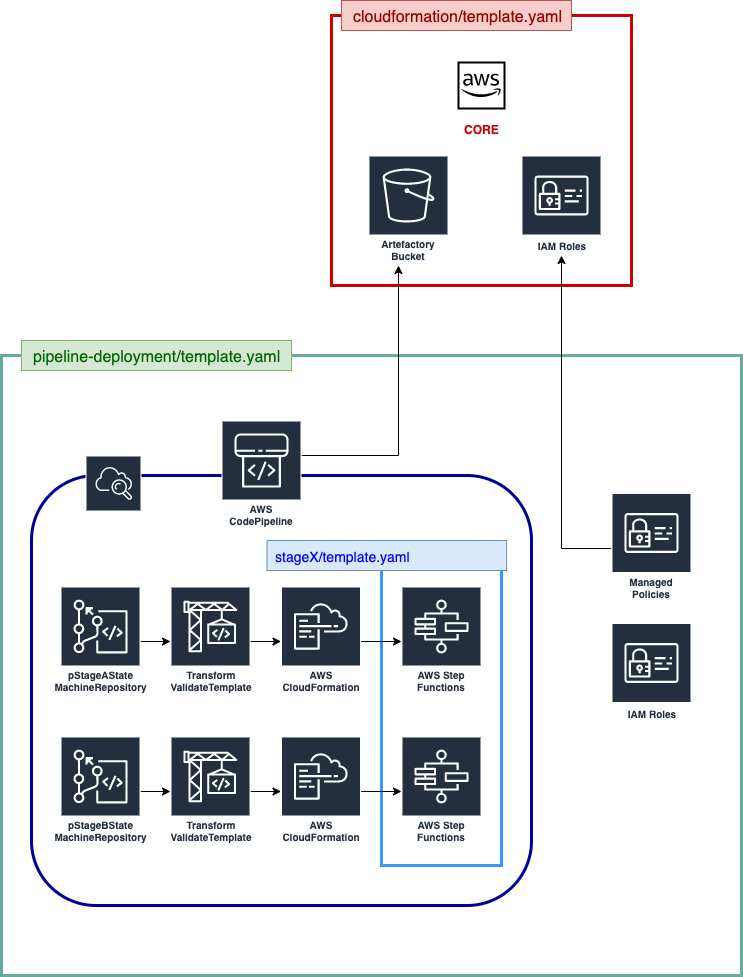 cloudformation/template.yaml
aws
CORE
Artefactory
Bucket
IAM Roles
pipeline-deployment/template.yaml
</>
AWS
CodePipeline
stageX/template.yaml
Managed
Policies
</>
</>
pStageAState
MachineRepository
Transform
ValidateTemplate
AWS
CloudFormation
AWS Step
Functions
IAM Roles
</>
</>
pStageBState
MachineRepository
Transform
ValidateTemplate
AWS
CloudFormation
AWS Step
Functions